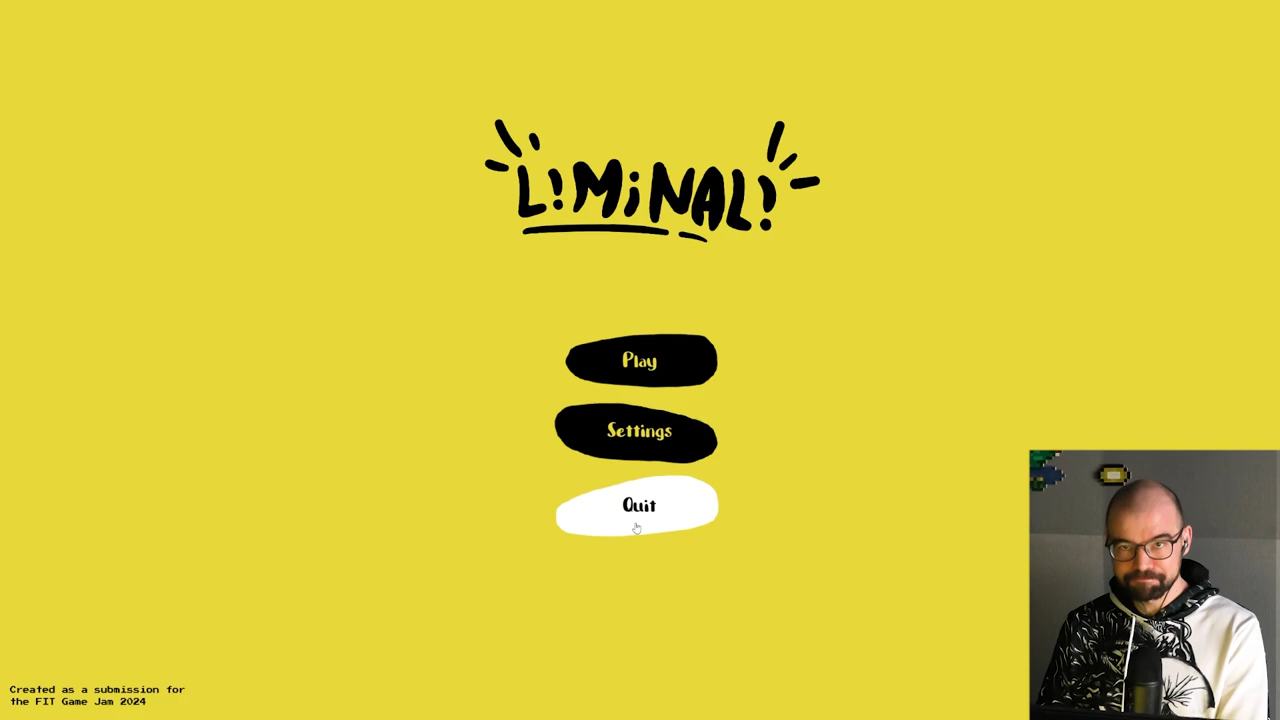 L!MiNAL!
Play
Settings
Quit
Created as a submission for
the FIT Game Jam 2024